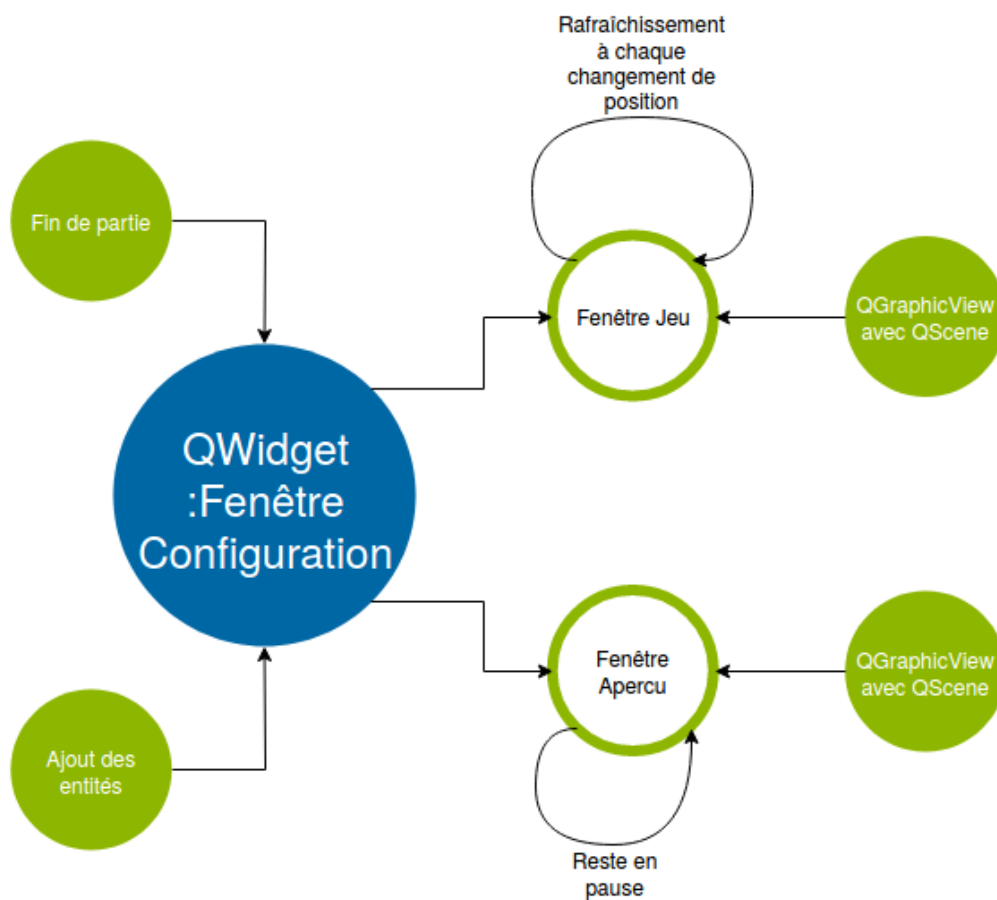 Rafraîchissement
à chaque
changement de
position
Fin de partie
Fenêtre Jeu
QGraphicView
avec QScene
QWidget
:Fenêtre
Configuration
Fenêtre
Apercu
QGraphicView
avec QScene
Ajout des
entités
Reste en
pause